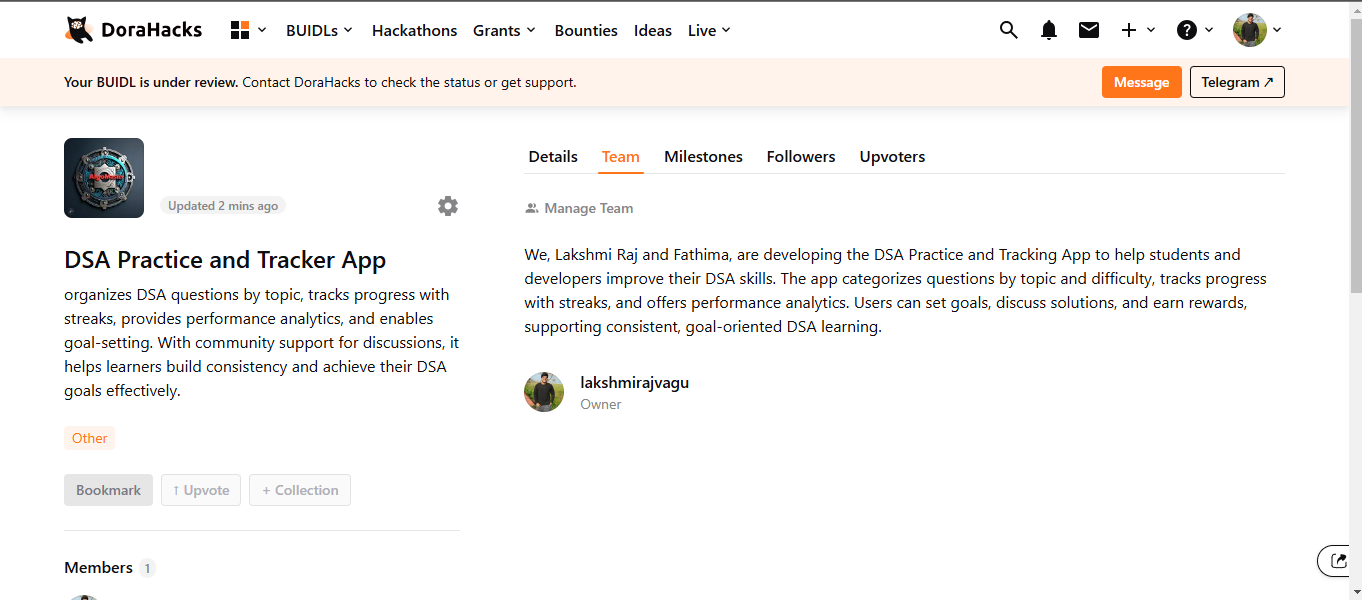 DoraHacks
BUIDLs
Hackathons
Grants
Bounties
Ideas
Live
Your BUIDL is under review. Contact DoraHacks to check the status or get support.
Message
Telegram ↗
Updated 2 mins ago
DSA Practice and Tracker App
organizes DSA questions by topic, tracks progress with
streaks, provides performance analytics, and enables
goal-setting. With community support for discussions, it
helps learners build consistency and achieve their DSA
goals effectively.
Other
Bookmark
↑ Upvote
+ Collection
Members 1
Details
Team
Milestones
Followers
Upvoters
Manage Team
We, Lakshmi Raj and Fathima, are developing the DSA Practice and Tracking App to help students and
developers improve their DSA skills. The app categorizes questions by topic and difficulty, tracks progress
with streaks, and offers performance analytics. Users can set goals, discuss solutions, and earn rewards,
supporting consistent, goal-oriented DSA learning.
lakshmirajvagu
Owner